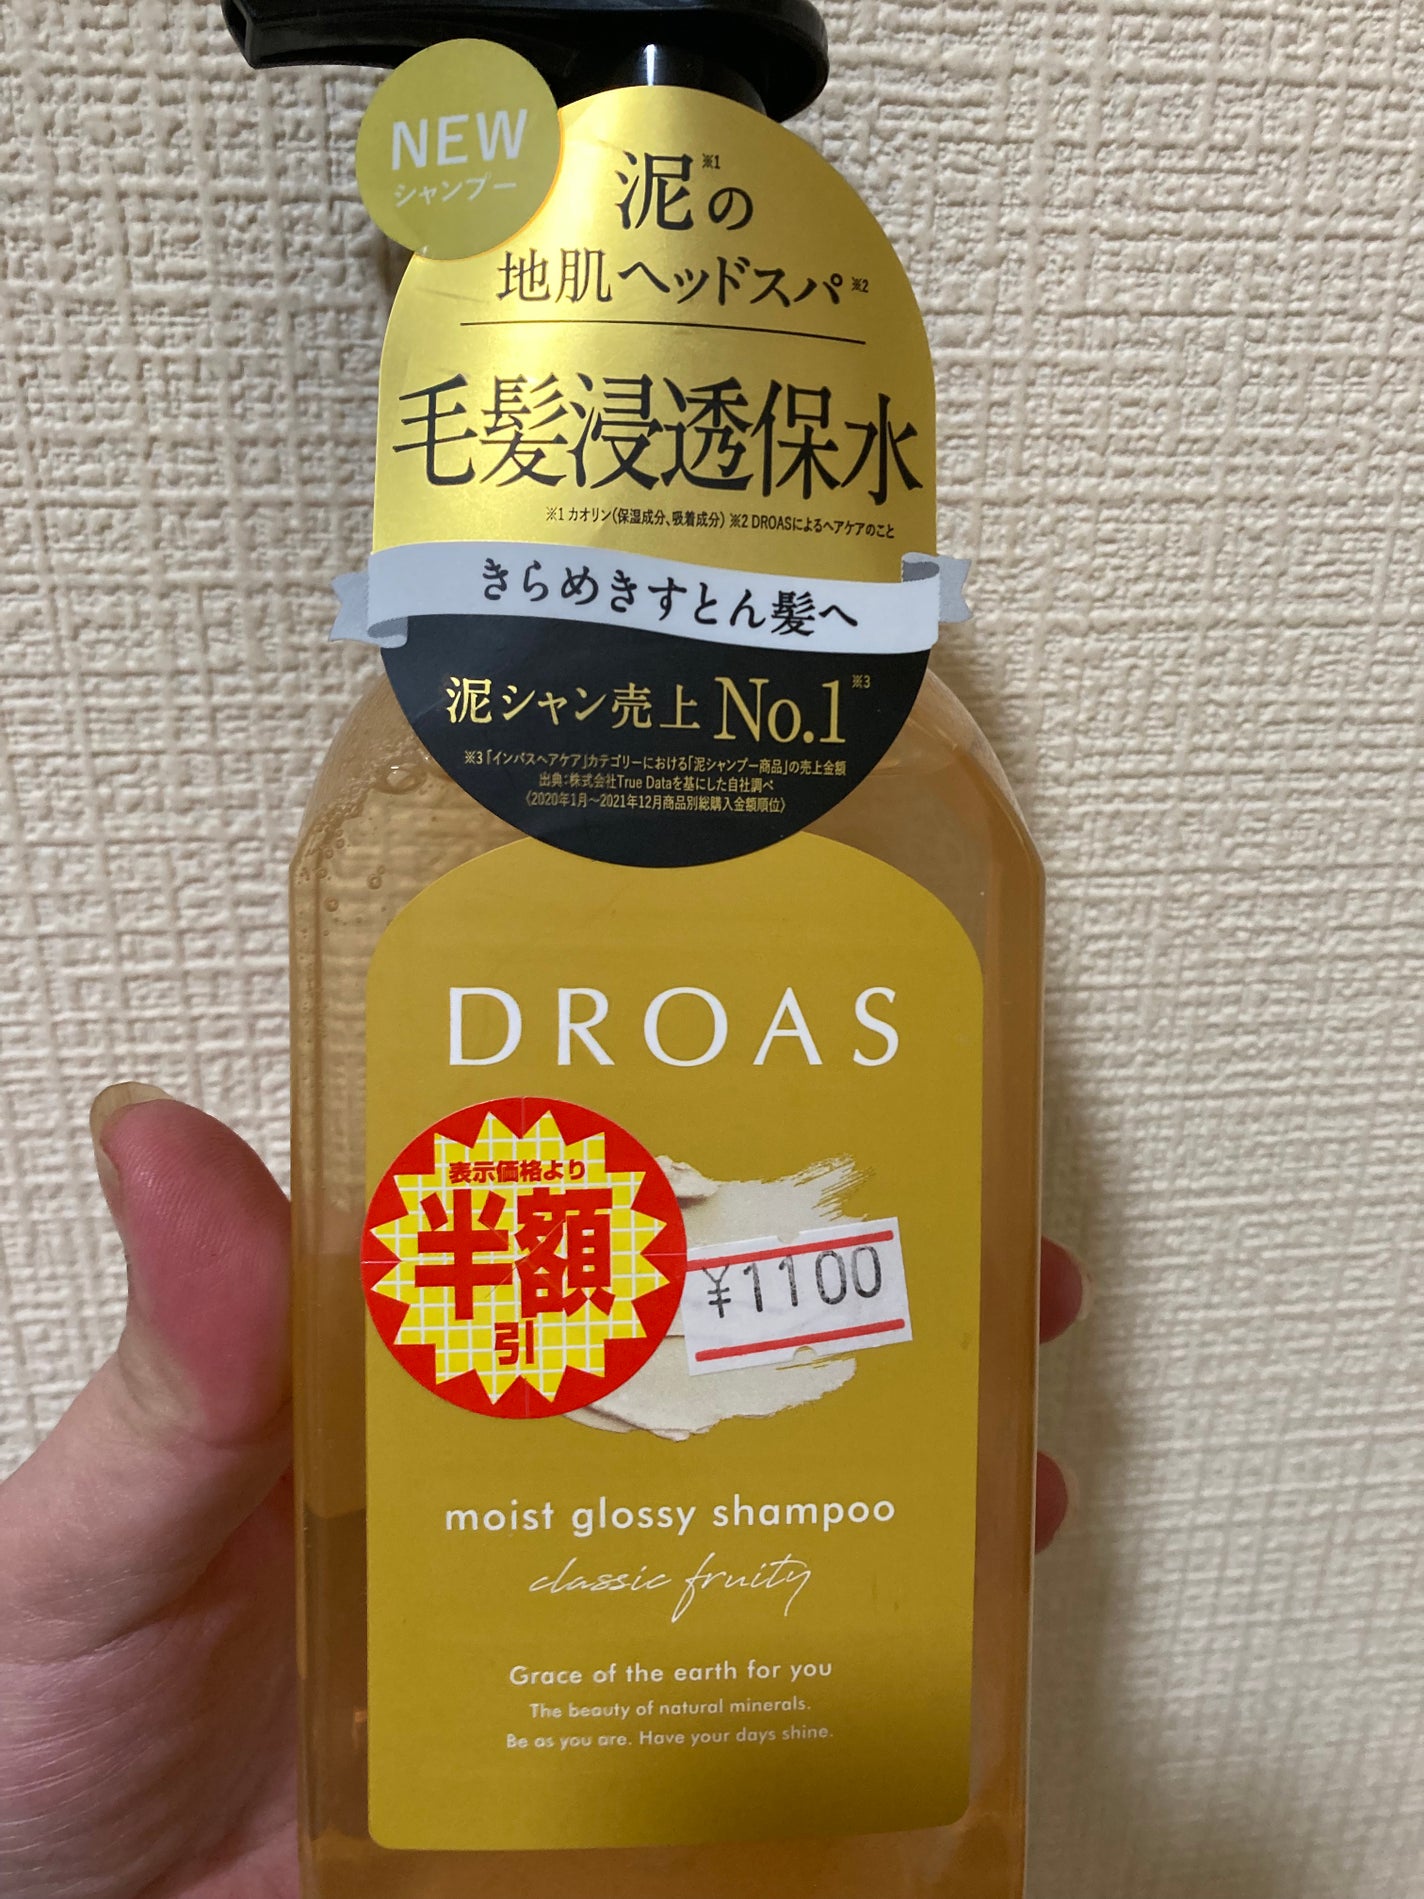 NEW
シャンプー
泥※1の
地肌ヘッドスパ※2
毛髪浸透保水
※1 カオリン(保湿成分、吸着成分) ※2 DROASによるヘアケアのこと
きらめきすとん髪へ
泥シャン売上No.1※3
※3「インバスヘアケア」カテゴリーにおける「泥シャンプー商品」の売上金額
出典:株式会社True Dataを基にした自社調べ
〈2020年1月〜2021年12月商品別総購入金額順位〉
DROAS
表示価格より
半額
引
¥1100
moist glossy shampoo
classic fruity
Grace of the earth for you
The beauty of natural minerals.
Be as you are. Have your days shine.